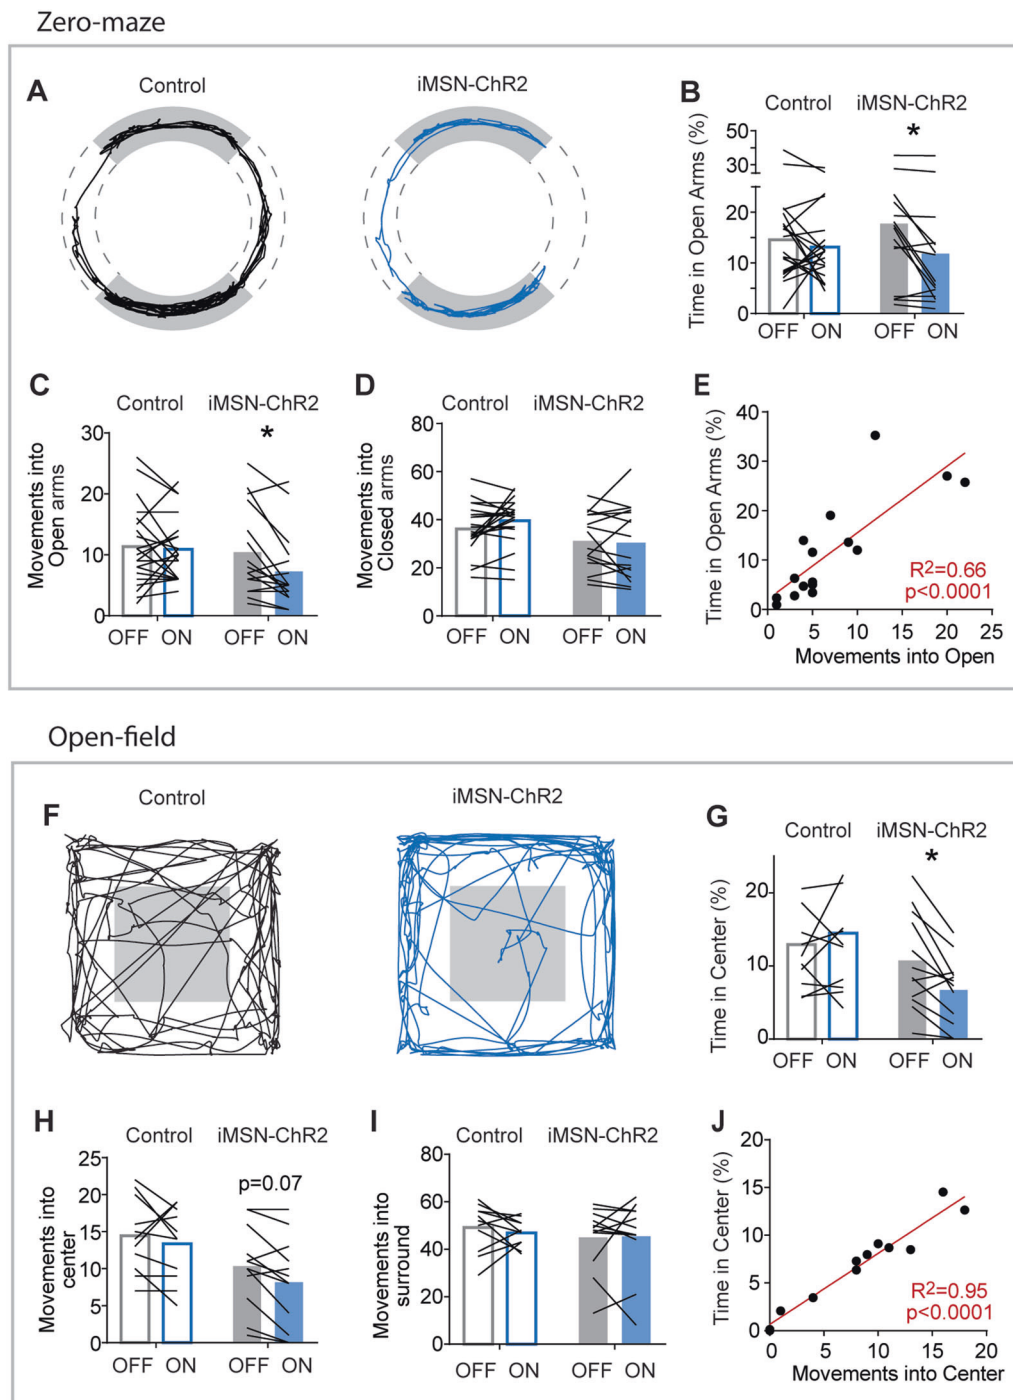 Zero-maze
A
Control
iMSN-ChR2
B
Control
iMSN-ChR2
*
Time in Open Arms (%)
50
30
20
10
0
OFF
ON
OFF
ON
C
Control
iMSN-ChR2
*
Movements into
Open arms
30
20
10
0
OFF
ON
OFF
ON
D
Control
iMSN-ChR2
Movements into
Closed arms
80
60
40
20
0
OFF
ON
OFF
ON
E
Time in Open Arms (%)
40
30
20
10
0
R2=0.66
p<0.0001
0
5
10
15
20
25
Movements into Open
Open-field
F
Control
iMSN-ChR2
G
Control
iMSN-ChR2
*
Time in Center (%)
20
10
0
OFF
ON
OFF
ON
H
Control
iMSN-ChR2
p=0.07
Movements into
center
25
20
15
10
5
0
OFF
ON
OFF
ON
I
Control
iMSN-ChR2
Movements into
surround
80
60
40
20
0
OFF
ON
OFF
ON
J
Time in Center (%)
20
15
10
5
0
R2=0.95
p<0.0001
0
5
10
15
20
Movements into Center